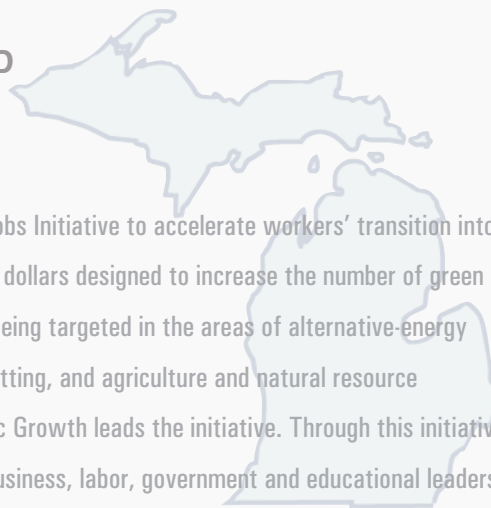 D
obs Initiative to accelerate workers’ transition into
dollars designed to increase the number of green
eing targeted in the areas of alternative-energy
tting, and agriculture and natural resource
c Growth leads the initiative. Through this initiativ
usiness, labor, government and educational leaders